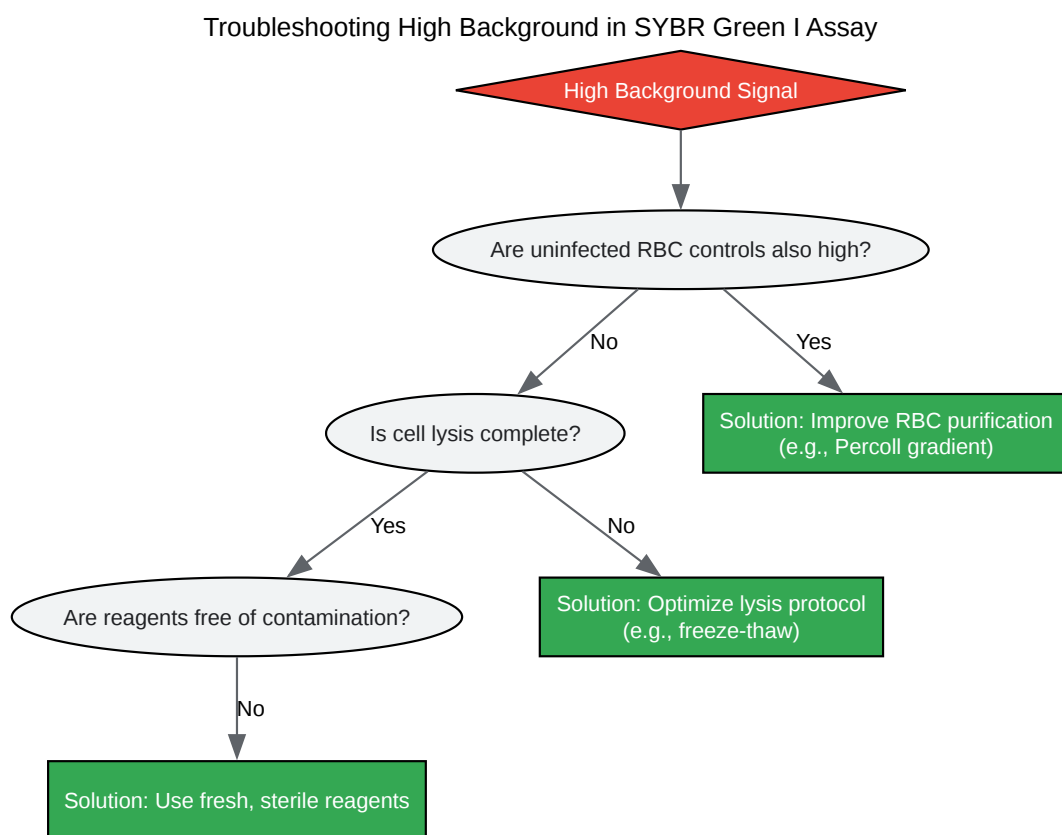 Troubleshooting High Background in SYBR Green I Assay
High Background Signal
Are uninfected RBC controls also high?
No
Yes
Is cell lysis complete?
Solution: Improve RBC purification
(e.g., Percoll gradient)
Yes
No
Are reagents free of contamination?
Solution: Optimize lysis protocol
(e.g., freeze-thaw)
No
Solution: Use fresh, sterile reagents